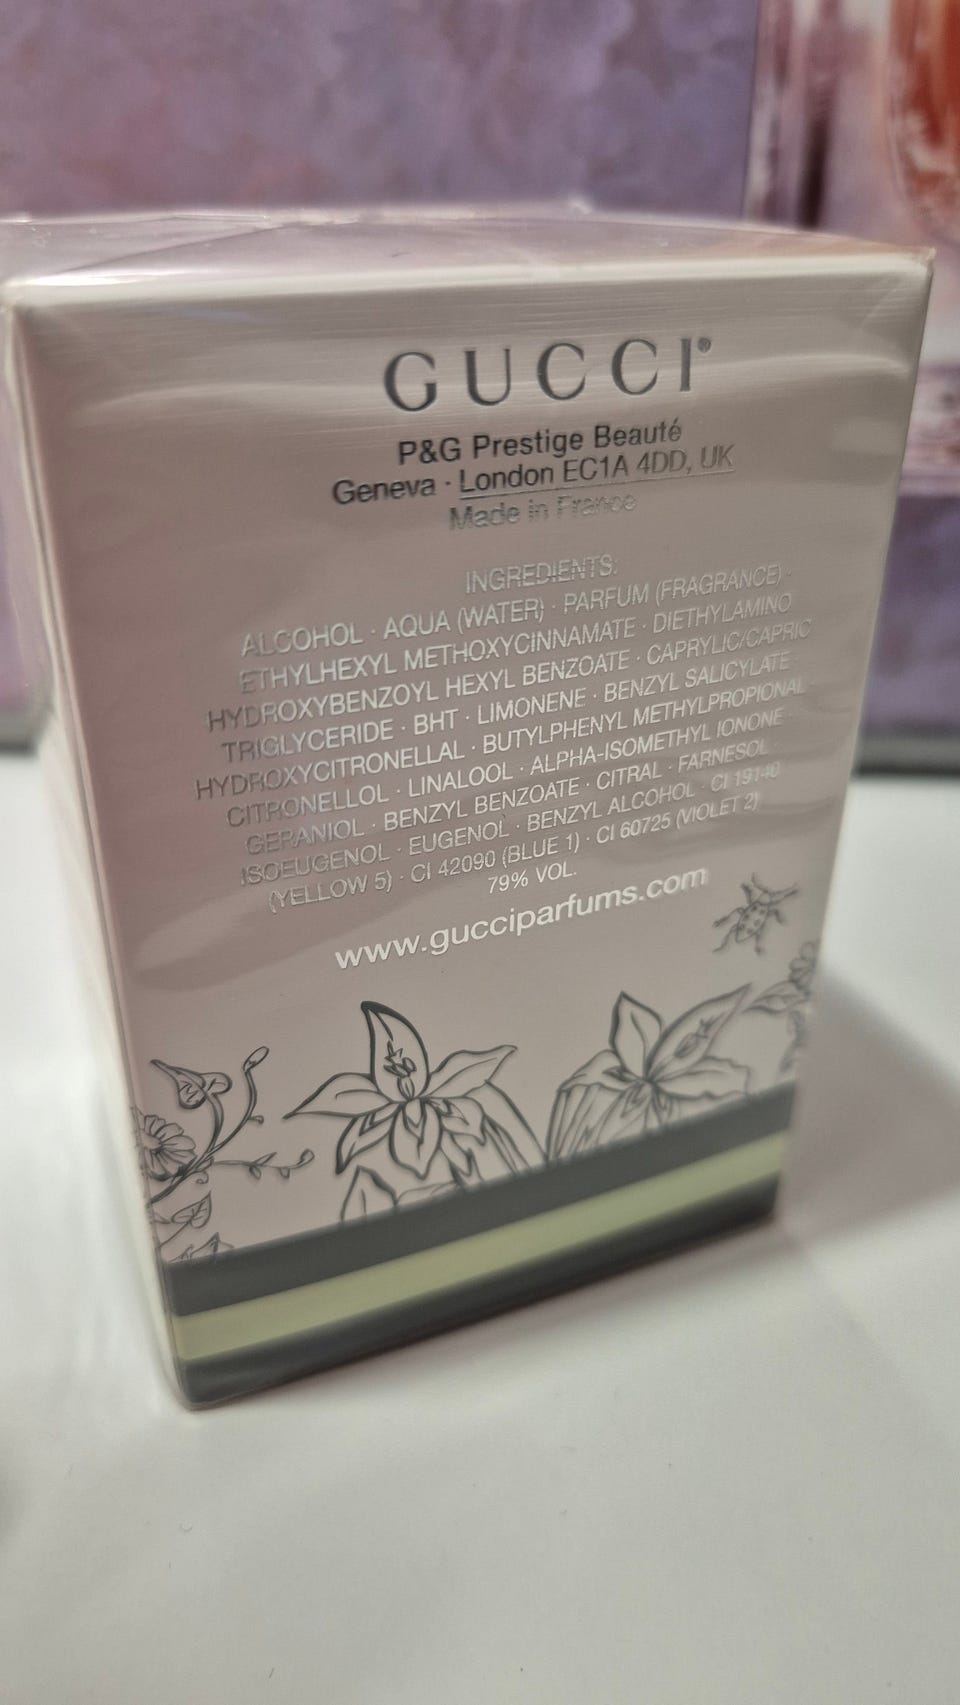 GUCCI®
P&G Prestige Beauté
Geneva · London EC1A 4DD, UK
Made in France
INGREDIENTS:
ALCOHOL · AQUA (WATER) · PARFUM (FRAGRANCE) ·
ETHYLHEXYL METHOXYCINNAMATE · DIETHYLAMINO
HYDROXYBENZOYL HEXYL BENZOATE · CAPRYLIC/CAPRIC
TRIGLYCERIDE · BHT · LIMONENE · BENZYL SALICYLATE ·
HYDROXYCITRONELLAL · BUTYLPHENYL METHYLPROPIONAL ·
CITRONELLOL · LINALOOL · ALPHA-ISOMETHYL IONONE ·
GERANIOL · BENZYL BENZOATE · CITRAL · FARNESOL ·
ISOEUGENOL · EUGENOL · BENZYL ALCOHOL · CI 19140
(YELLOW 5) · CI 42090 (BLUE 1) · CI 60725 (VIOLET 2)
79% VOL.
www.gucciparfums.com